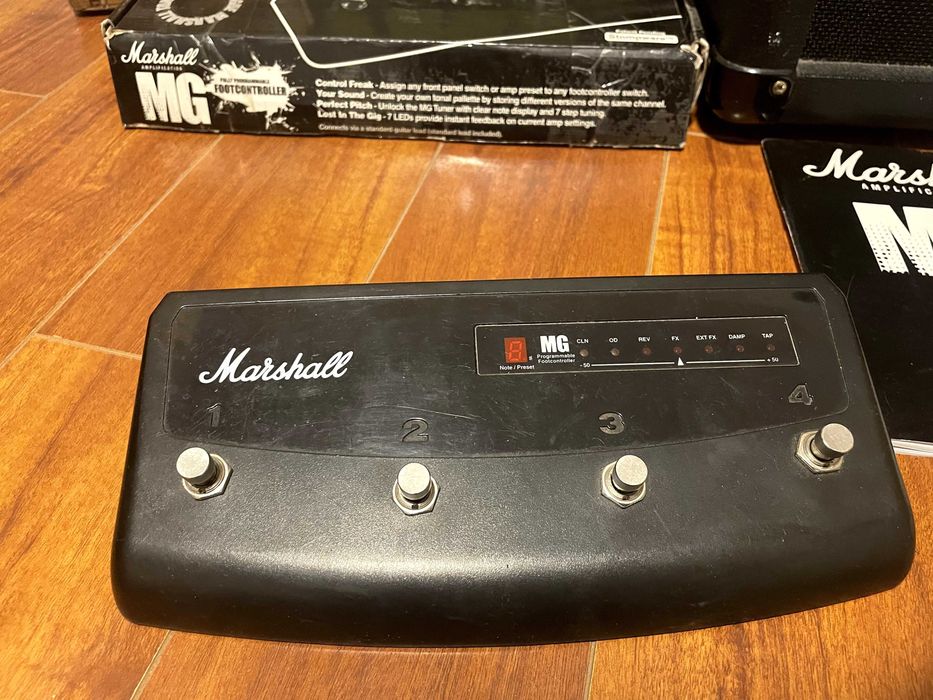 Stompware
Marshall
AMPLIFICATION
MG
FULLY PROGRAMMABLE
FOOTCONTROLLER
Control Freak - Assign any front panel switch or amp preset to any footcontroller switch.
Your Sound - Create your own tonal pallette by storing different versions of the same channel.
Perfect Pitch - Unlock the MG Tuner with clear note display and 7 step tuning.
Lost In The Gig - 7 LEDs provide instant feedback on current amp settings.
Connects via a standard guitar lead (standard lead included).
Marsh
AMPLIFICA
M
Marshall
MG
Programmable
Footcontroller
Note / Preset
CLN OD REV FX EXT FX DAMP TAP
- 50 + 50
1 2 3 4